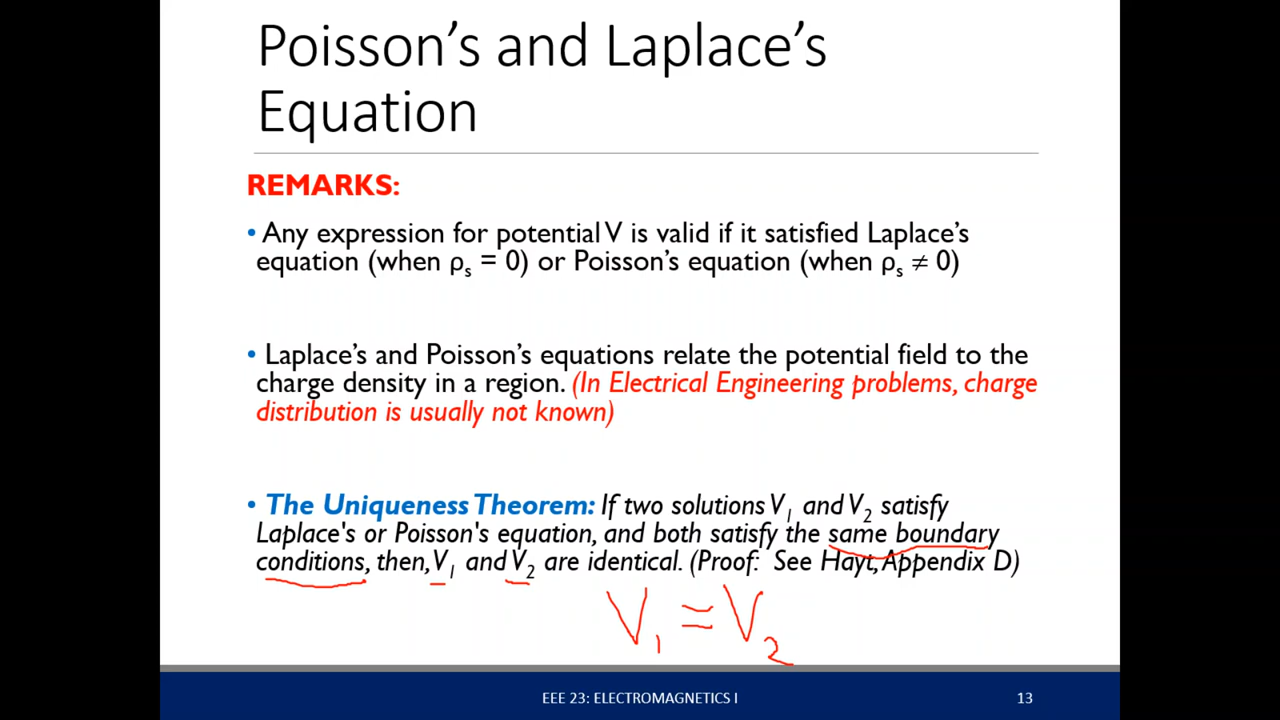 Poisson's and Laplace's
Equation
REMARKS:
• Any expression for potential V is valid if it satisfied Laplace's
equation (when ρs = 0) or Poisson's equation (when ρs ≠ 0)
• Laplace's and Poisson's equations relate the potential field to the
charge density in a region. (In Electrical Engineering problems, charge
distribution is usually not known)
• The Uniqueness Theorem: If two solutions V1 and V2 satisfy
Laplace's or Poisson's equation, and both satisfy the same boundary
conditions, then, V1 and V2 are identical. (Proof: See Hayt, Appendix D)
V1 = V2
EEE 23: ELECTROMAGNETICS I
13